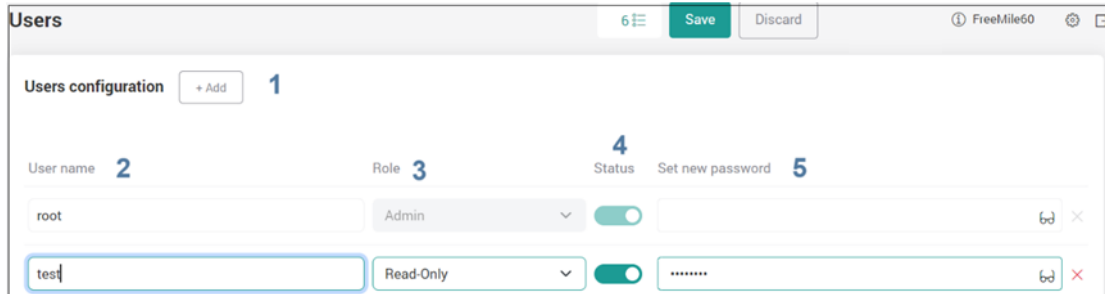 Users 6 Save Discard FreeMile60
Users configuration + Add 1
4
User name 2 Role 3 Status Set new password 5
root Admin
test Read-Only ••••••••